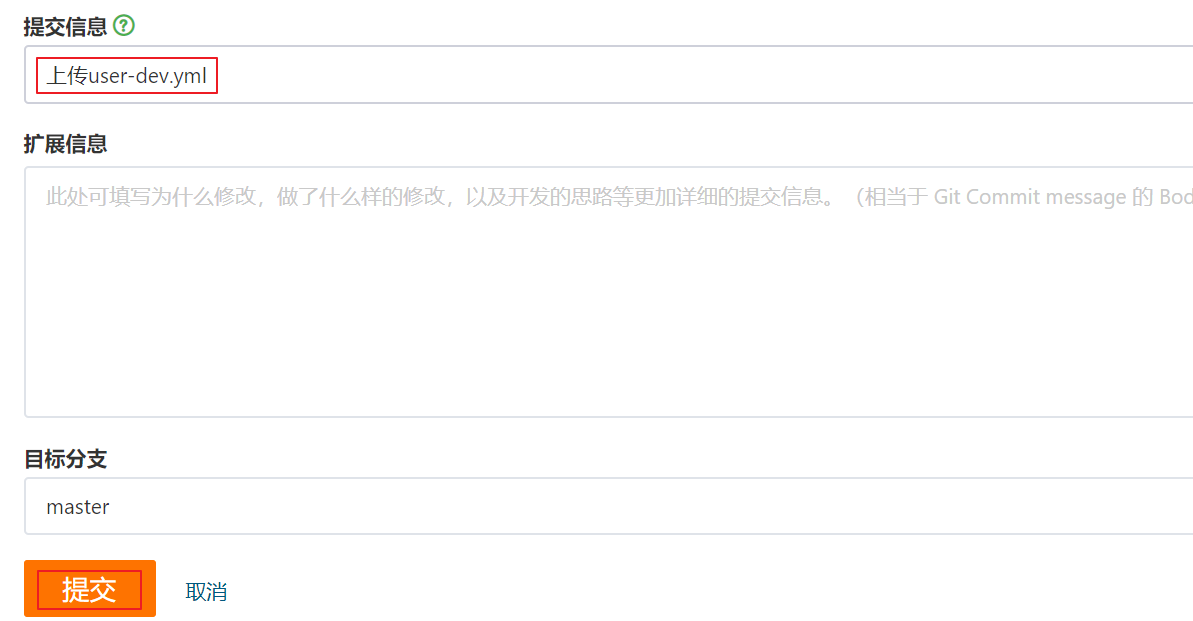 提交信息
上传user-dev.yml
扩展信息
此处可填写为什么修改，做了什么样的修改，以及开发的思路等更加详细的提交信息。（相当于 Git Commit message 的 Bod
目标分支
master
提交 取消